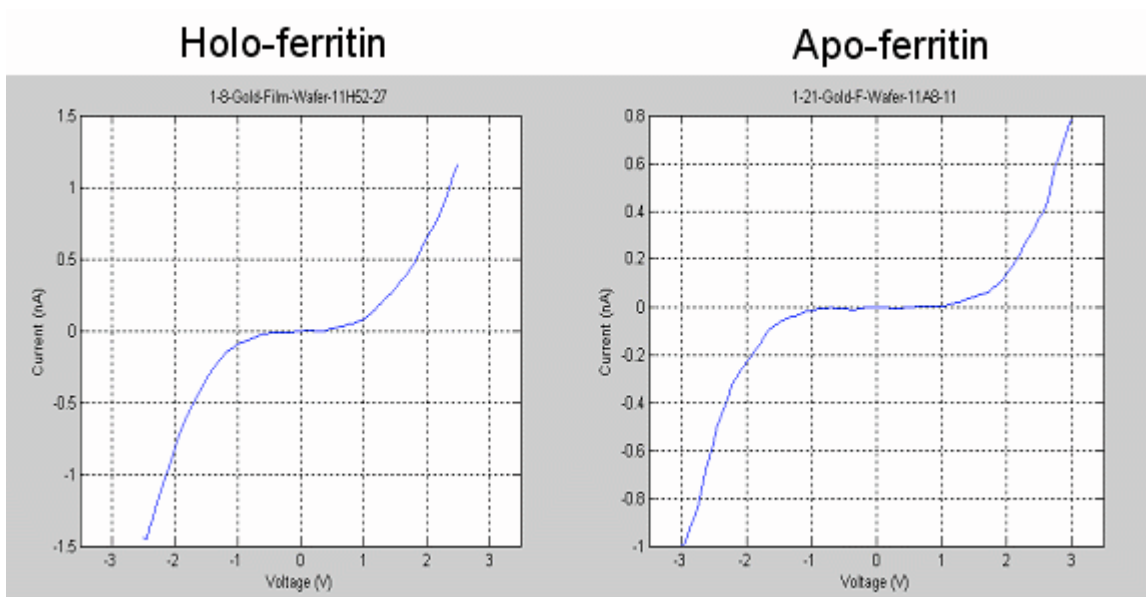 Holo-ferritin
Apo-ferritin
1-8-Gold-Film-Wafer-11H52-27
1.5
1
0.5
0
-0.5
-1
-1.5
Current (nA)
-3 -2 -1 0 1 2 3
Voltage (V)
1-21-Gold-F-Wafer-11A8-11
0.8
0.6
0.4
0.2
0
-0.2
-0.4
-0.6
-0.8
-1
Current (nA)
-3 -2 -1 0 1 2 3
Voltage (V)